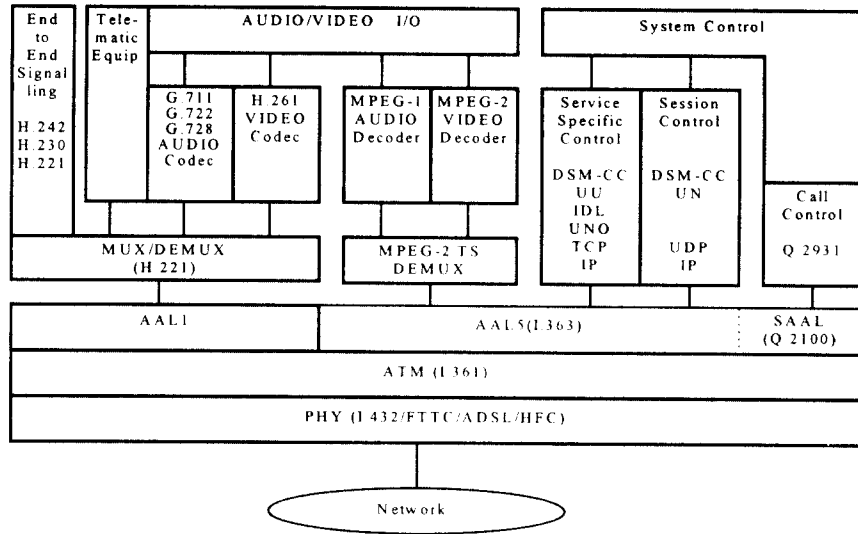 End
to
End
Signal
ling
H.242
H.230
H.221
Tele-
matic
Equip
AUDIO/VIDEO I/O
System Control
G.711
G.722
G.728
AUDIO
Codec
H.261
VIDEO
Codec
MPEG-1
AUDIO
Decoder
MPEG-2
VIDEO
Decoder
Service
Specific
Control
DSM-CC
UU
IDL
UNO
TCP
IP
Session
Control
DSM-CC
UN
UDP
IP
Call
Control
Q 2931
MUX/DEMUX
(H 221)
MPEG-2 TS
DEMUX
AAL1
AAL5(I.363)
SAAL
(Q 2100)
ATM (I 361)
PHY (I 432/FTTC/ADSL/HFC)
Network